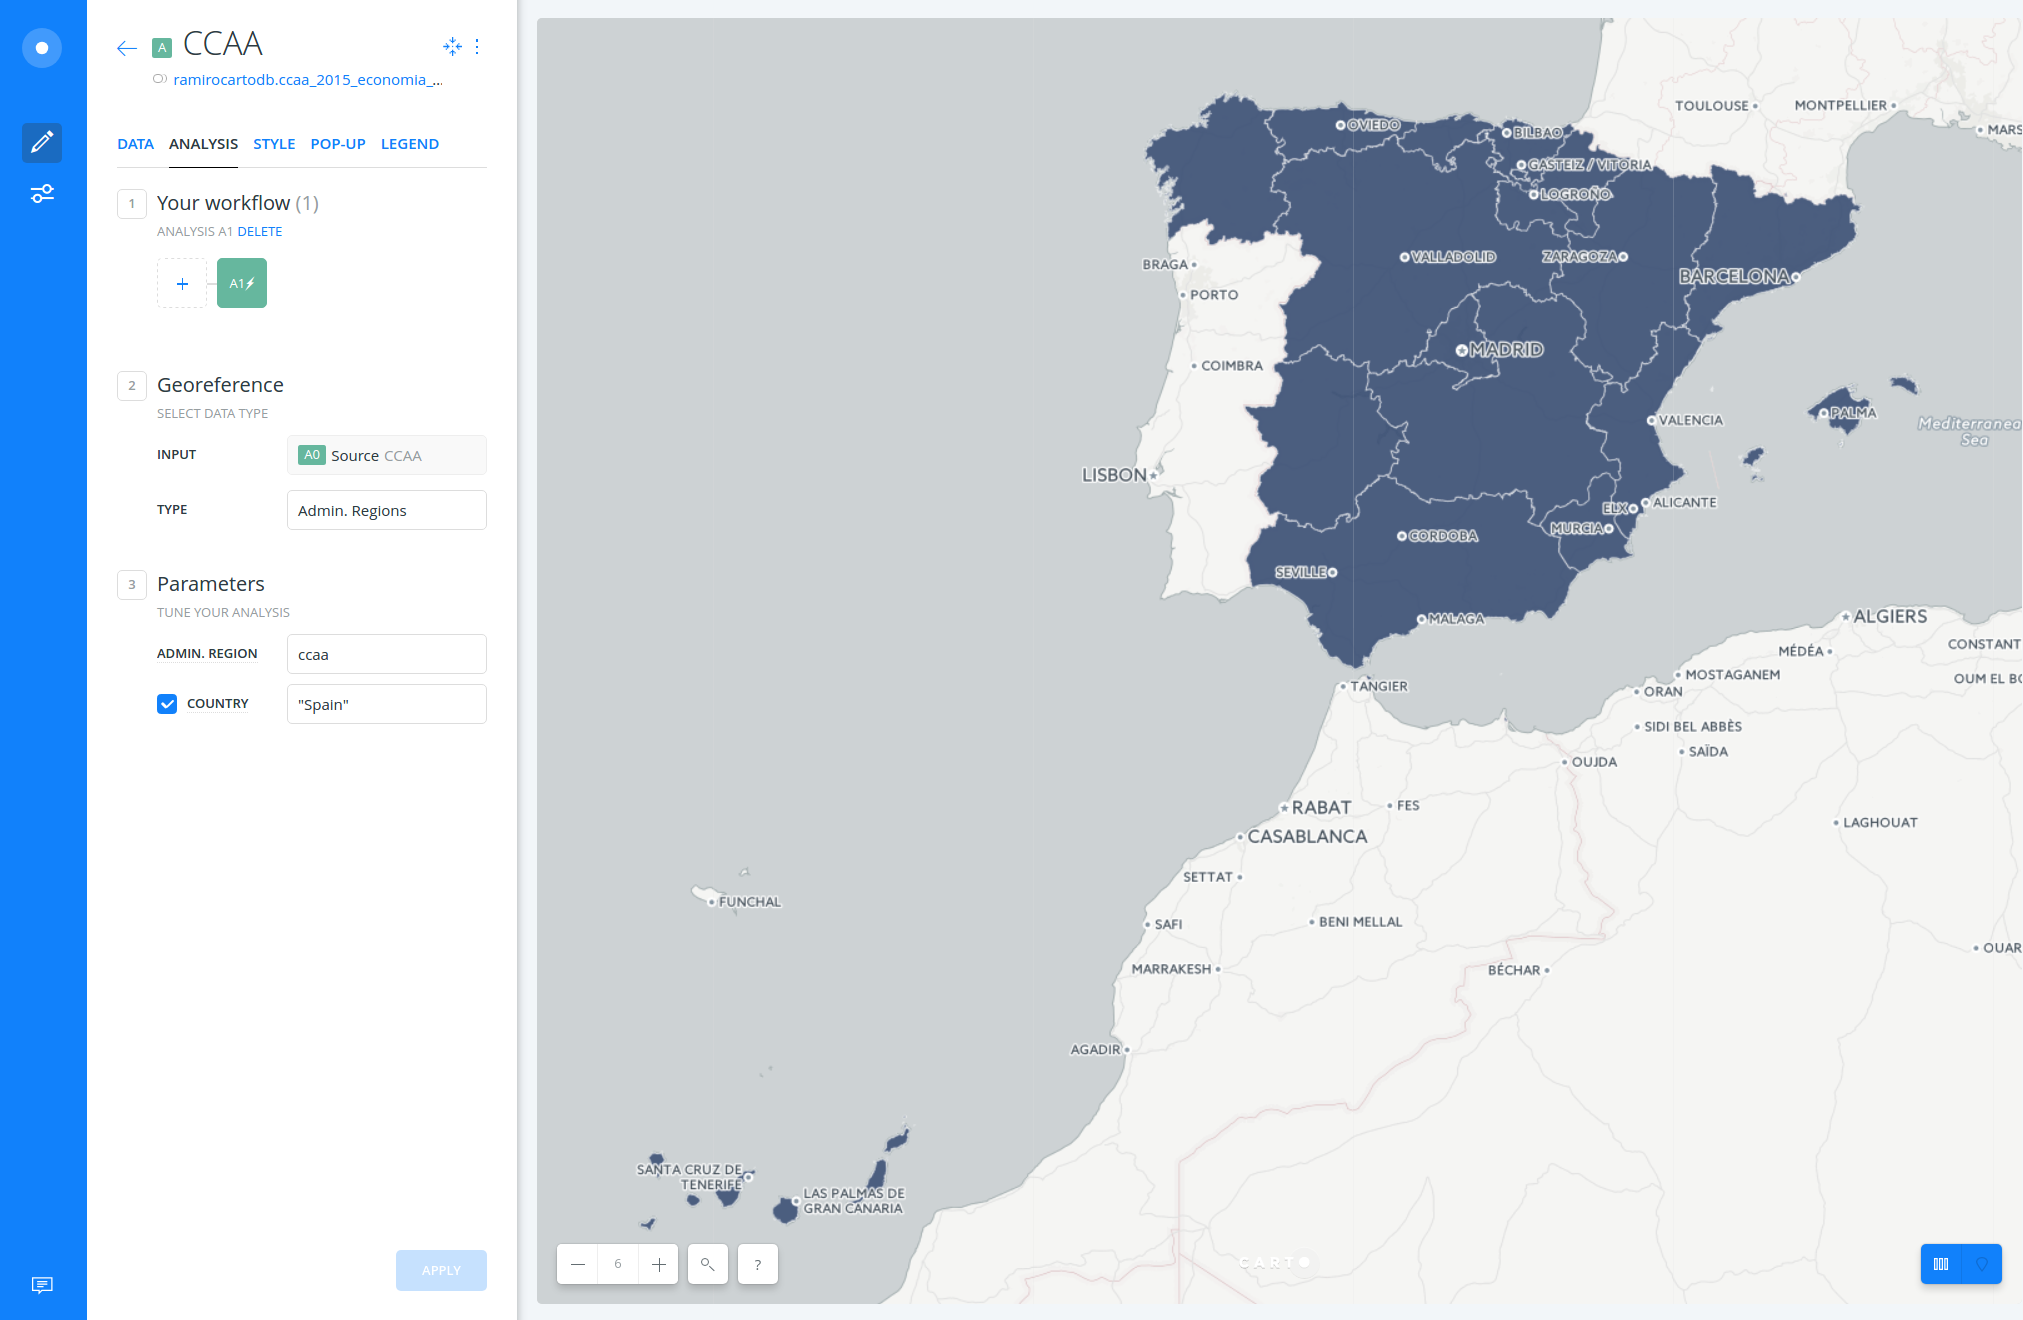 A CCAA
ramirocartodb.ccaa_2015_economia_...
DATA ANALYSIS STYLE POP-UP LEGEND
1 Your workflow (1)
ANALYSIS A1 DELETE
+ A1
2 Georeference
SELECT DATA TYPE
INPUT A0 Source CCAA
TYPE Admin. Regions
3 Parameters
TUNE YOUR ANALYSIS
ADMIN. REGION ccaa
COUNTRY "Spain"
APPLY
TOULOUSE
MONTPELLIER
MARS
OVIEDO
BILBAO
GASTEIZ / VITORIA
LOGROÑO
VALLADOLID
ZARAGOZA
BARCELONA
BRAGA
PORTO
MADRID
COIMBRA
PALMA
VALENCIA
Mediterranea
Sea
LISBON
ALICANTE
ELX
MURCIA
CORDOBA
SEVILLE
MALAGA
ALGIERS
CONSTANT
MÉDÉA
MOSTAGANEM
OUM EL BO
TANGIER
ORAN
SIDI BEL ABBÈS
SAÏDA
OUJDA
RABAT
FES
CASABLANCA
LAGHOUAT
SETTAT
FUNCHAL
SAFI
BENI MELLAL
OUAR
MARRAKESH
BÉCHAR
AGADIR
SANTA CRUZ DE
TENERIFE
LAS PALMAS DE
GRAN CANARIA
— 6 + ?
CARTO